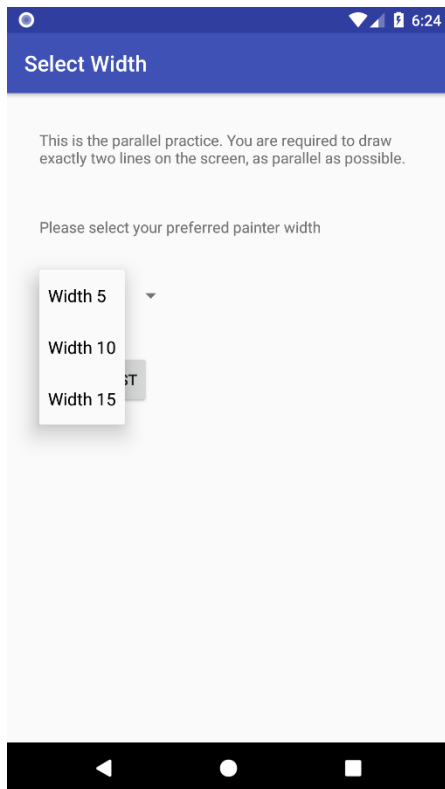 6:24
Select Width
This is the parallel practice. You are required to draw
exactly two lines on the screen, as parallel as possible.
Please select your preferred painter width
Width 5
Width 10
Width 15